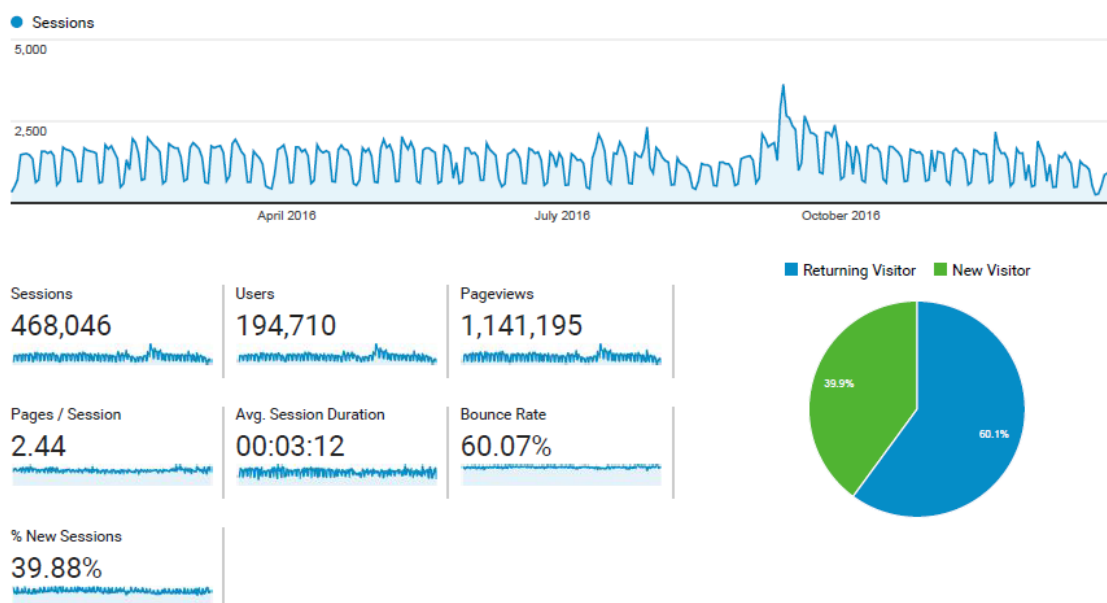 Sessions
5,000
2,500
April 2016
July 2016
October 2016
Returning Visitor
New Visitor
Sessions
468,046
Users
194,710
Pageviews
1,141,195
Pages / Session
2.44
Avg. Session Duration
00:03:12
Bounce Rate
60.07%
% New Sessions
39.88%
39.9%
60.1%